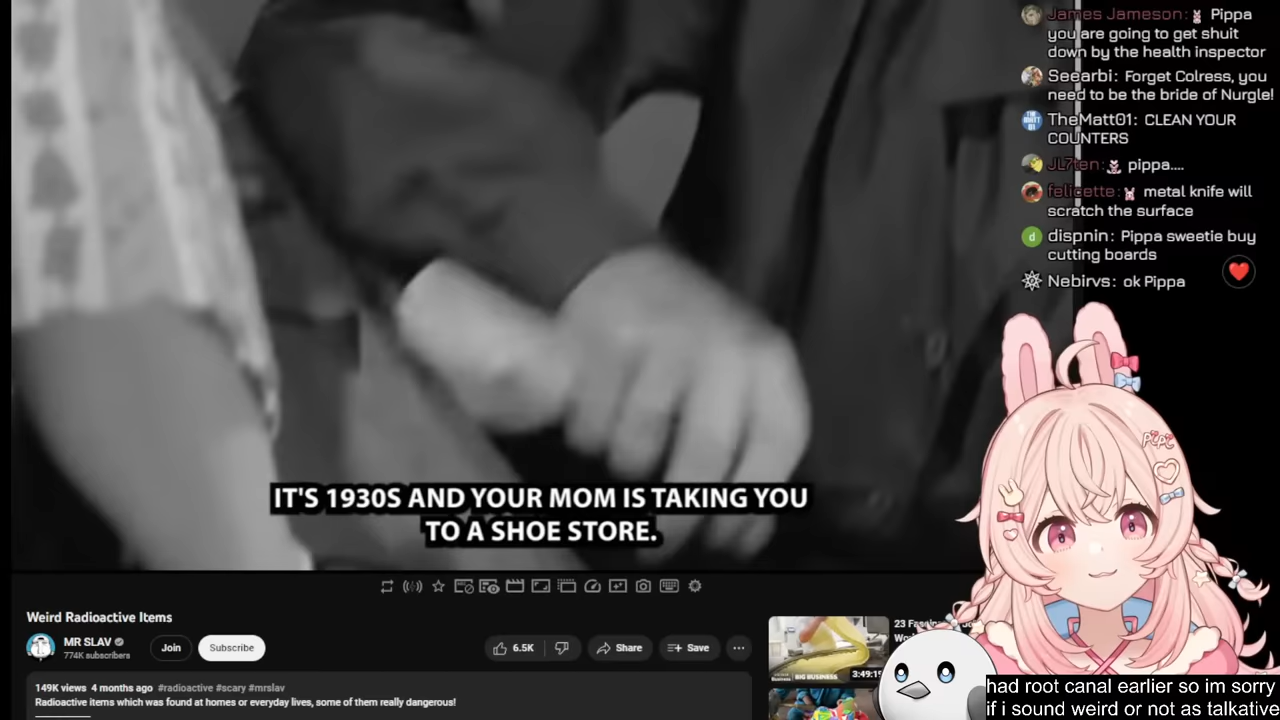 James Jameson: Pippa
you are going to get shuit
down by the health inspector
Seearbi: Forget Colress, you
need to be the bride of Nurgle!
TheMatt01: CLEAN YOUR
COUNTERS
JL7ten: pippa....
felicette: metal knife will
scratch the surface
dispnin: Pippa sweetie buy
cutting boards
Nebirvs: ok Pippa
IT'S 1930S AND YOUR MOM IS TAKING YOU
TO A SHOE STORE.
Weird Radioactive Items
MR SLAV
774K subscribers
Join
Subscribe
6.5K
Share
Save
149K views 4 months ago #radioactive #scary #mrslav
Radioactive items which was found at homes or everyday lives, some of them really dangerous!
BIG BUSINESS
3:49:19
PiPi
had root canal earlier so im sorry
if i sound weird or not as talkative